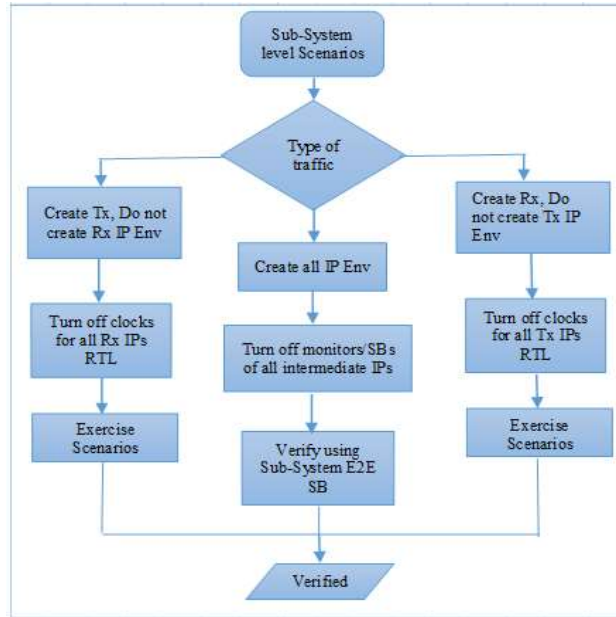 Sub-System
level Scenarios
Type of
traffic
Create Tx, Do not
create Rx IP Env
Turn off clocks
for all Rx IPs
RTL
Exercise
Scenarios
Create all IP Env
Turn off monitors/SBs
of all intermediate IPs
Verify using
Sub-System E2E
SB
Create Rx, Do
not create Tx IP
Env
Turn off clocks
for all Tx IPs
RTL
Exercise
Scenarios
Verified